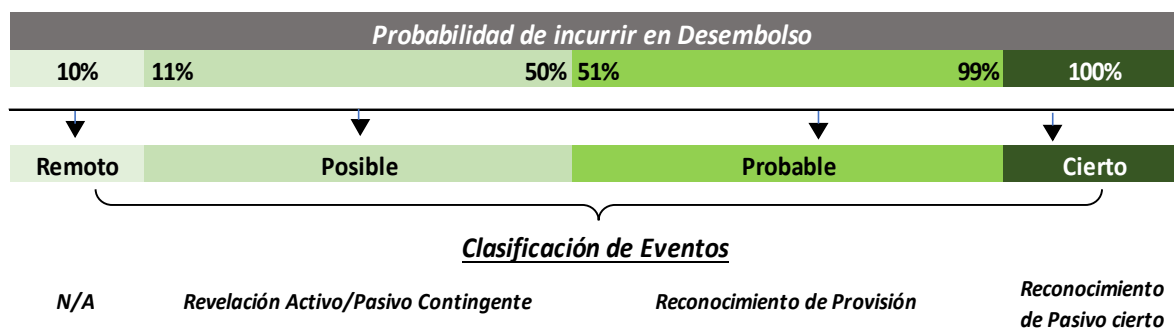 Probabilidad de incurrir en Desembolso
10% 11% 50% 51% 99% 100%
Remoto Posible Probable Cierto
Clasificación de Eventos
N/A Revelación Activo/Pasivo Contingente Reconocimiento de Provisión Reconocimiento
de Pasivo cierto